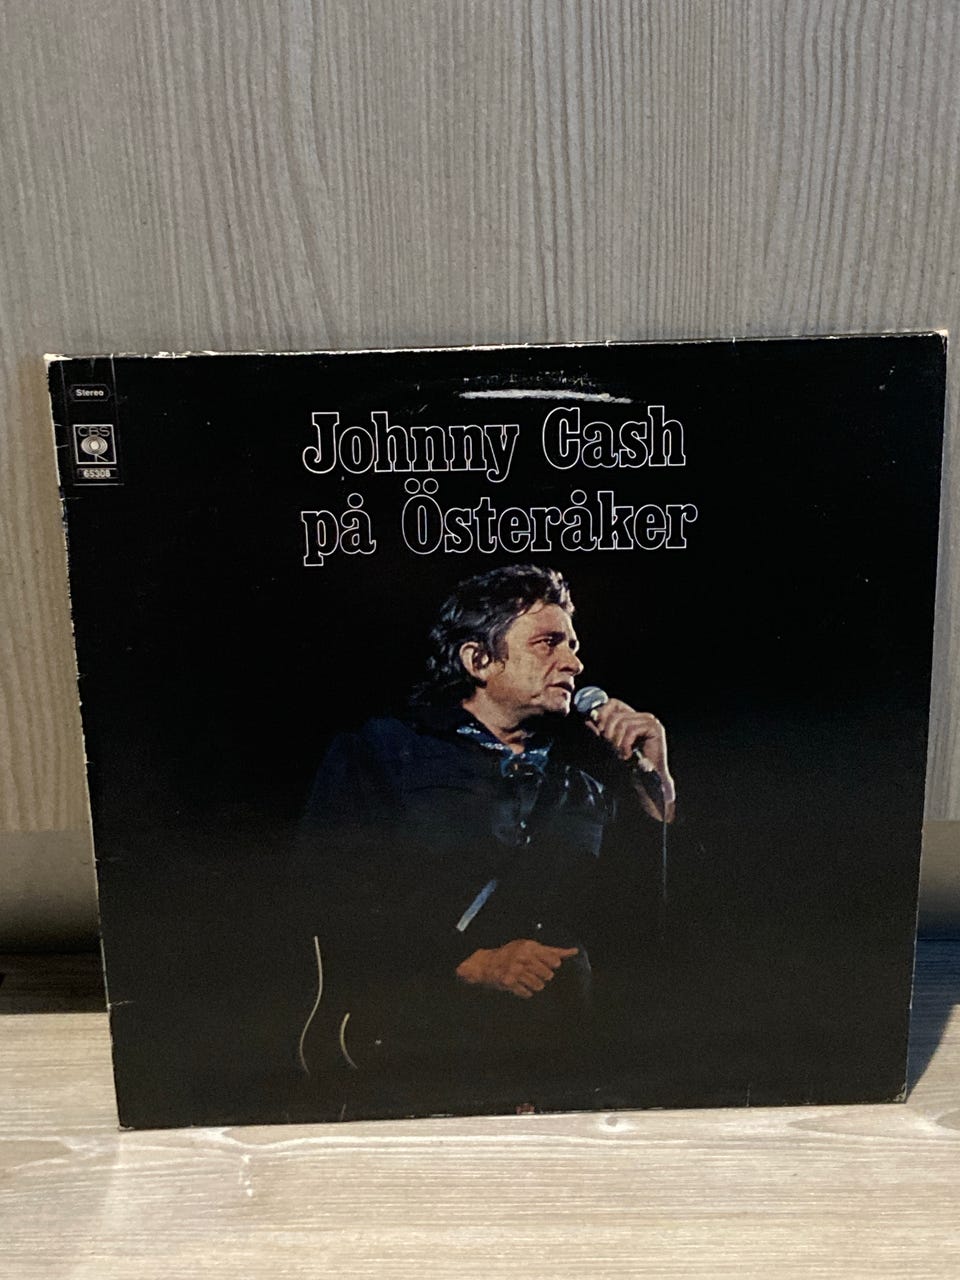 Stereo
CBS
65308
Johnny Cash
på Österåker